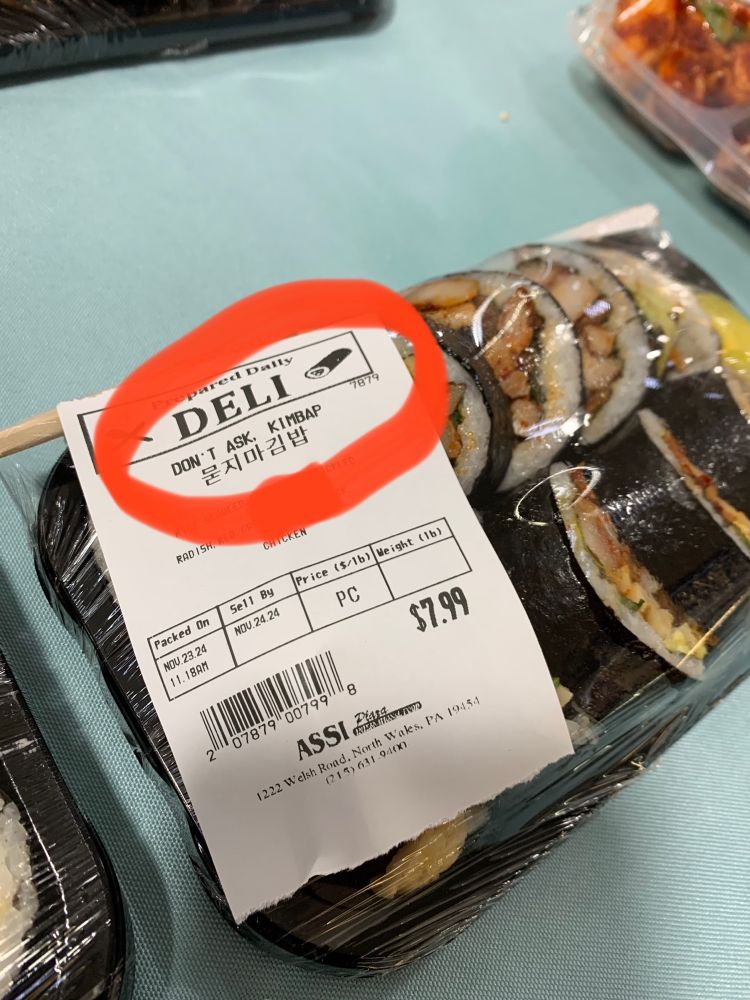 Prepared Daily
DELI
7879
DON'T ASK, KIMBAP
묻지마김밥
RADISH,
CHICKEN
Packed On
Sell By
Price ($/lb)
Weight (lb)
NOV.23.24
11.18AM
NOV.24.24
PC
$7.99
2 07879 00799 8
ASSI Plaza
1222 Welsh Road, North Wales, PA 19454
(215) 631-9400